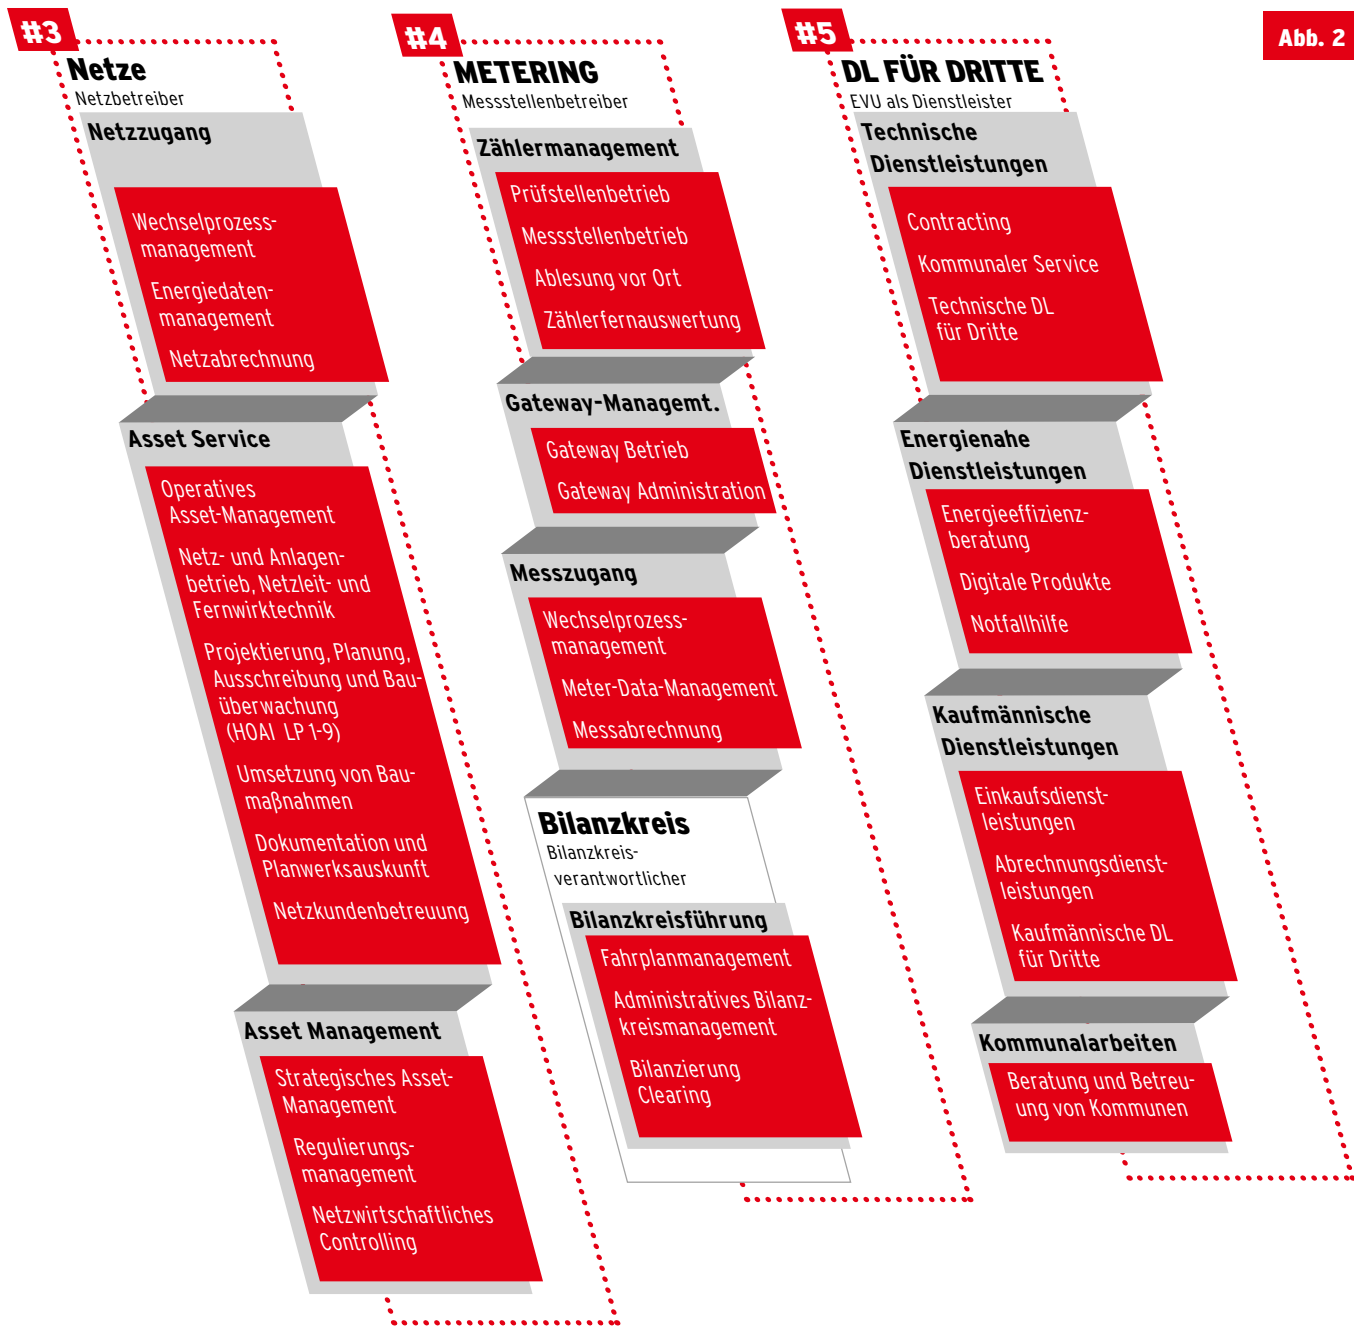 #3
Netze
Netzbetreiber
Netzzugang
Wechselprozess-
management
Energiedaten-
management
Netzabrechnung
Asset Service
Operatives
Asset-Management
Netz- und Anlagen-
betrieb, Netzleit- und
Fernwirktechnik
Projektierung, Planung,
Ausschreibung und Bau-
überwachung
(HOAI LP 1-9)
Umsetzung von Bau-
maßnahmen
Dokumentation und
Planwerksauskunft
Netzkundenbetreuung
Asset Management
Strategisches Asset-
Management
Regulierungs-
management
Netzwirtschaftliches
Controlling
#4
METERING
Messstellenbetreiber
Zählermanagement
Prüfstellenbetrieb
Messstellenbetrieb
Ablesung vor Ort
Zählerfernauswertung
Gateway-Managemt.
Gateway Betrieb
Gateway Administration
Messzugang
Wechselprozess-
management
Meter-Data-Management
Messabrechnung
Bilanzkreis
Bilanzkreis-
verantwortlicher
Bilanzkreisführung
Fahrplanmanagement
Administratives Bilanz-
kreismanagement
Bilanzierung
Clearing
#5
DL FÜR DRITTE
EVU als Dienstleister
Technische
Dienstleistungen
Contracting
Kommunaler Service
Technische DL
für Dritte
Energienahe
Dienstleistungen
Energieeffizienz-
beratung
Digitale Produkte
Notfallhilfe
Kaufmännische
Dienstleistungen
Einkaufsdienst-
leistungen
Abrechnungsdienst-
leistungen
Kaufmännische DL
für Dritte
Kommunalarbeiten
Beratung und Betreu-
ung von Kommunen
Abb. 2